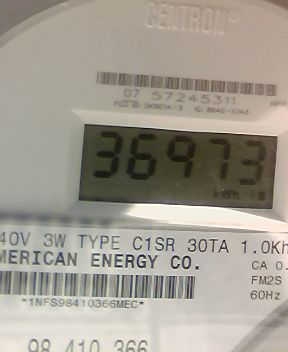 CENTRON®
07 57245311
36973
kWh
40V 3W TYPE C1SR 30TA 1.0Kh
MERICAN ENERGY CO.
CA 0.
FM2S
60Hz
*1NFS98410366MEC*
98 410 366